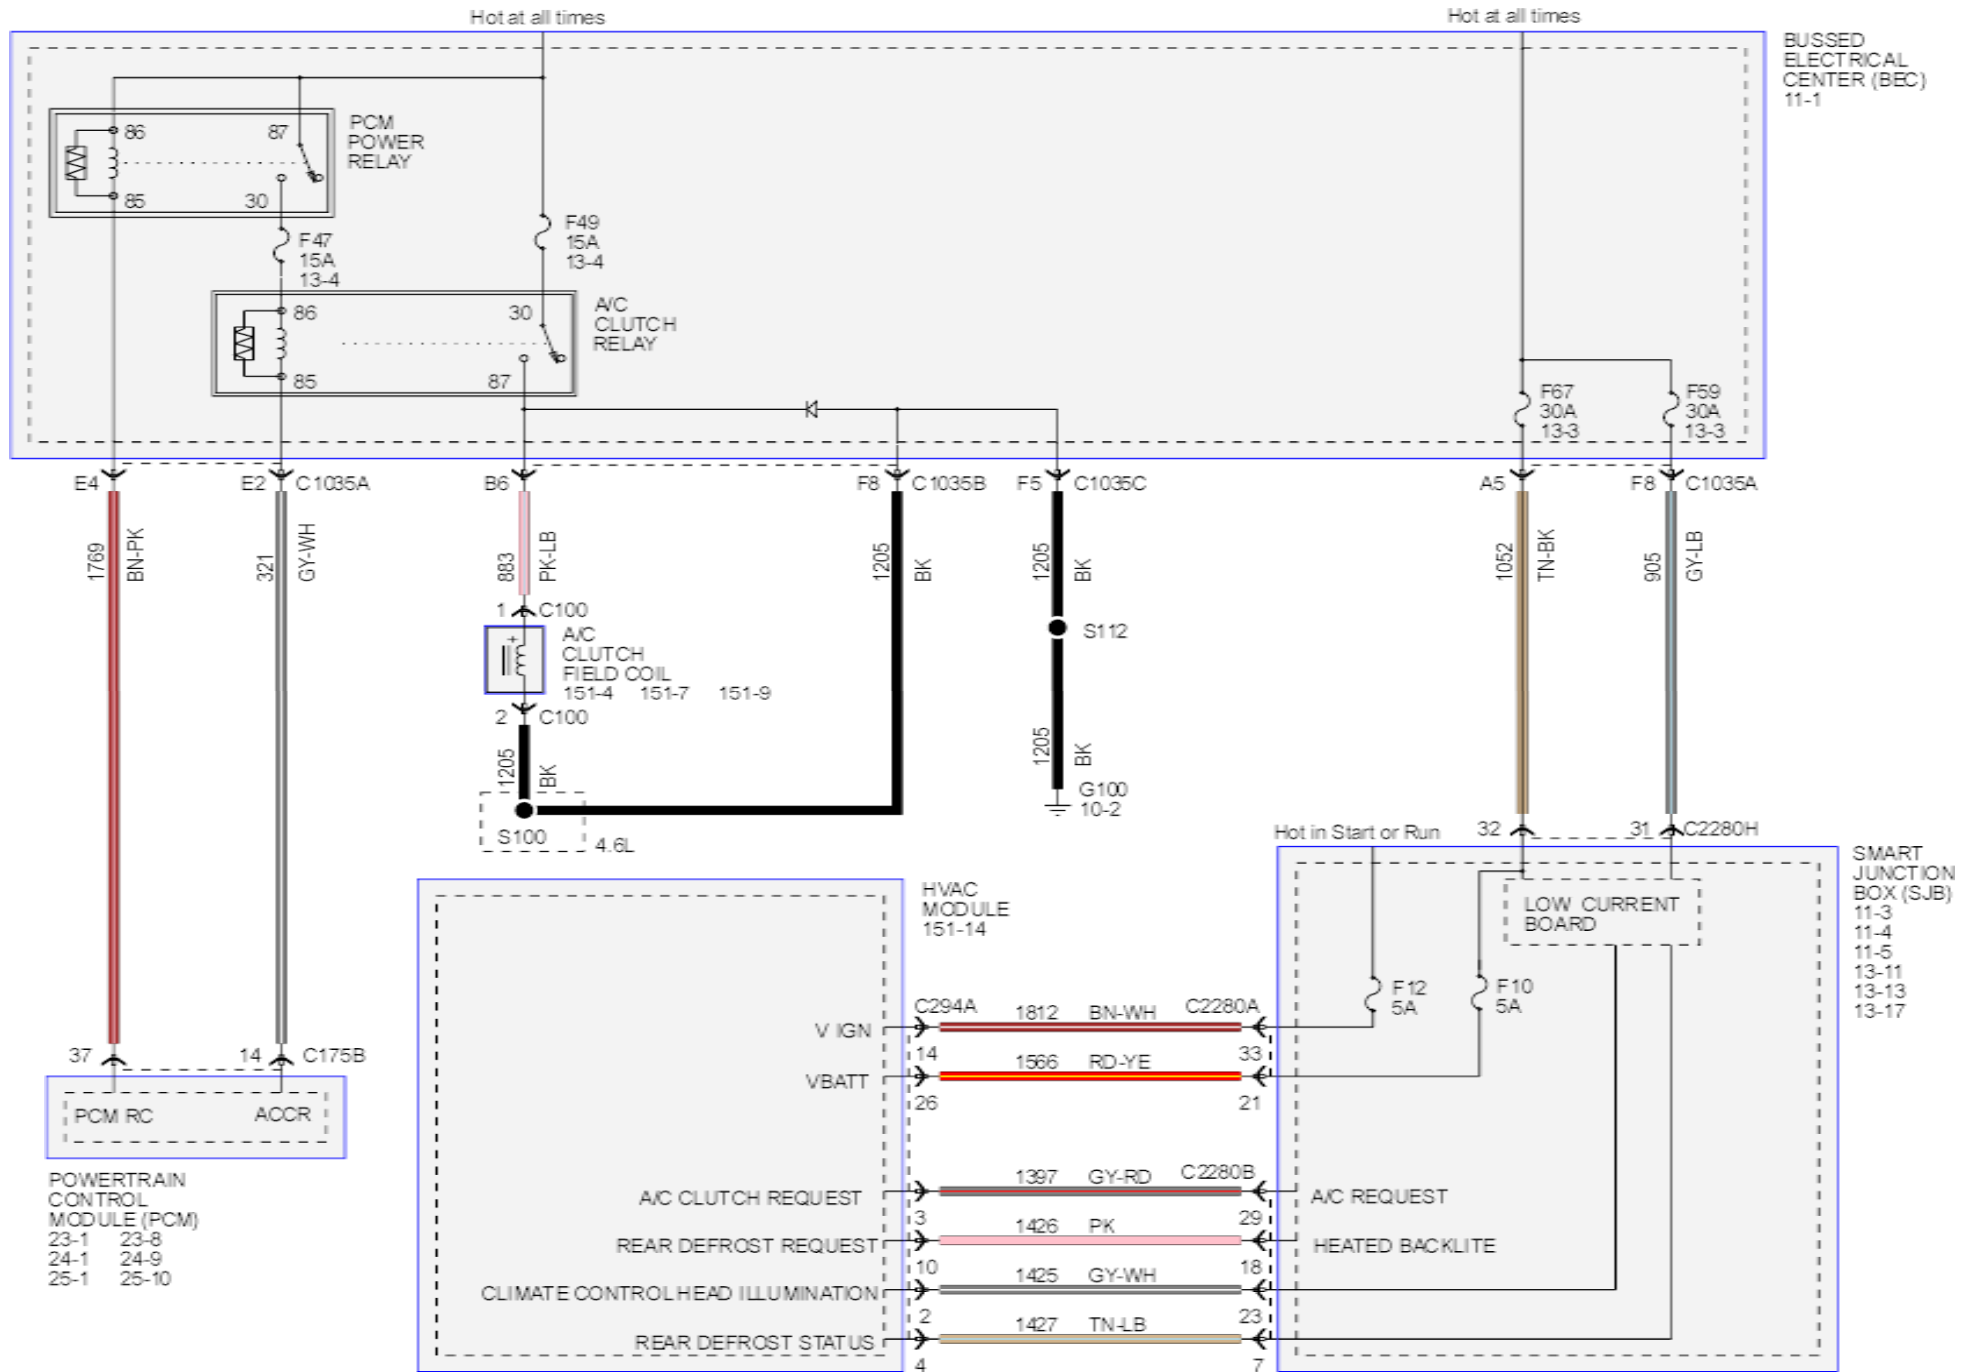 Hot at all times
Hot at all times
BUSSED
ELECTRICAL
CENTER (BEC)
11-1
86
87
PCM
POWER
RELAY
85
30
F47
15A
13-4
F49
15A
13-4
86
30
A/C
CLUTCH
RELAY
85
87
F67
30A
13-3
F59
30A
13-3
E4
E2
C1035A
B6
F8
C1035B
F5
C1035C
A5
F8
C1035A
1769
BN-PK
321
GY-WH
883
PK-LB
1205
BK
1205
BK
1052
TN-BK
905
GY-LB
1
C100
+
A/C
CLUTCH
FIELD COIL
151-4 151-7 151-9
2
C100
1205
BK
S100
4.6L
S112
1205
BK
G100
10-2
Hot in Start or Run
32
31
C2280H
SMART
JUNCTION
BOX (SJB)
11-3
11-4
11-5
13-11
13-13
13-17
LOW CURRENT
BOARD
F12
5A
F10
5A
HVAC
MODULE
151-14
C294A
1812
BN-WH
C2280A
V IGN
14
33
1566
RD-YE
VBATT
26
21
1397
GY-RD
C2280B
A/C CLUTCH REQUEST
A/C REQUEST
3
29
1426
PK
REAR DEFROST REQUEST
HEATED BACKLITE
10
18
1425
GY-WH
CLIMATE CONTROL HEAD ILLUMINATION
2
23
1427
TN-LB
REAR DEFROST STATUS
4
7
37
14
C175B
PCM RC
ACCR
POWERTRAIN
CONTROL
MODULE (PCM)
23-1 23-8
24-1 24-9
25-1 25-10